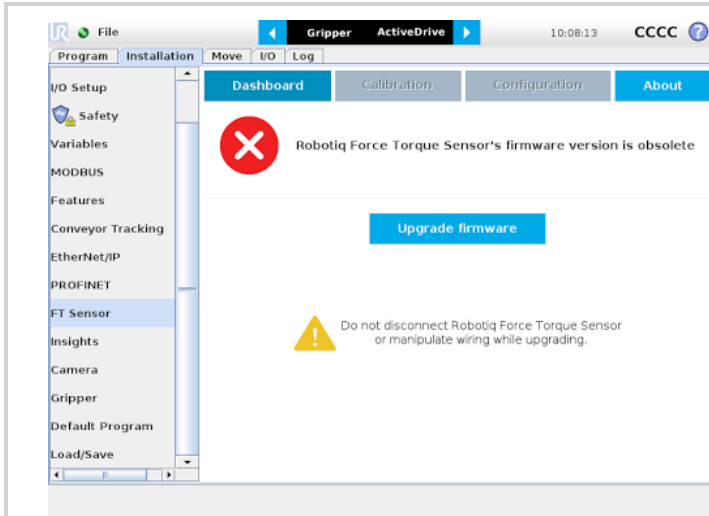 UR File Gripper ActiveDrive 10:08:13 CCCC ?
Program Installation Move I/O Log
I/O Setup
Safety
Variables
MODBUS
Features
Conveyor Tracking
EtherNet/IP
PROFINET
FT Sensor
Insights
Camera
Gripper
Default Program
Load/Save
Dashboard Calibration Configuration About
Robotiq Force Torque Sensor's firmware version is obsolete
Upgrade firmware
Do not disconnect Robotiq Force Torque Sensor
or manipulate wiring while upgrading.